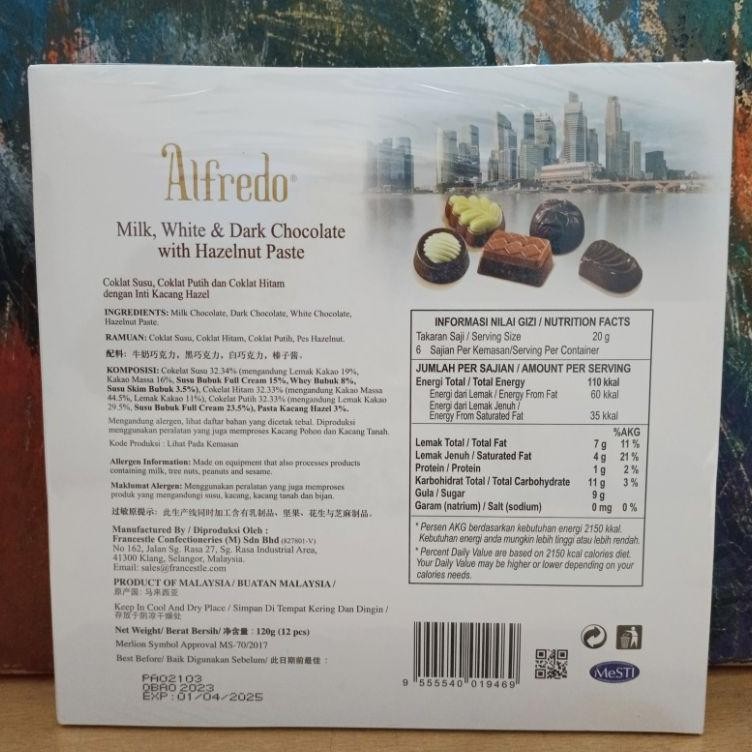 Alfredo®
Milk, White & Dark Chocolate
with Hazelnut Paste
Coklat Susu, Coklat Putih dan Coklat Hitam
dengan Inti Kacang Hazel
INGREDIENTS: Milk Chocolate, Dark Chocolate, White Chocolate,
Hazelnut Paste.
RAMUAN: Coklat Susu, Coklat Hitam, Coklat Putih, Pes Hazelnut.
配料: 牛奶巧克力, 黑巧克力, 白巧克力, 榛子酱.
KOMPOSISI: Cokelat Susu 32.34% (mengandung Lemak Kakao 19%,
Kakao Massa 16%, Susu Bubuk Full Cream 15%, Whey Bubuk 8%,
Susu Skim Bubuk 3.5%), Cokelat Hitam 32.33% (mengandung Kakao Massa
44.5%, Lemak Kakao 11%), Cokelat Putih 32.33% (mengandung Lemak Kakao
29.5%, Susu Bubuk Full Cream 23.5%), Pasta Kacang Hazel 3%.
Mengandung alergen, lihat daftar bahan yang dicetak tebal. Diproduksi
menggunakan peralatan yang juga memproses Kacang Pohon dan Kacang Tanah.
Kode Produksi : Lihat Pada Kemasan
Allergen Information: Made on equipment that also processes products
containing milk, tree nuts, peanuts and sesame.
Maklumat Alergen: Menggunakan peralatan yang juga memproses
produk yang mengandungi susu, kacang, kacang tanah dan bijan.
过敏原提示: 此生产线同时加工含有乳制品、坚果、花生与芝麻制品.
Manufactured By / Diproduksi Oleh :
Francestle Confectioneries (M) Sdn Bhd (827801-V)
No 162, Jalan Sg. Rasa 27, Sg. Rasa Industrial Area,
41300 Klang, Selangor, Malaysia.
Email: sales@francestle.com
PRODUCT OF MALAYSIA / BUATAN MALAYSIA /
原产国: 马来西亚
Keep In Cool And Dry Place / Simpan Di Tempat Kering Dan Dingin /
存放于阴凉干燥处
Net Weight/ Berat Bersih/ 净含量 : 120g (12 pcs)
Merlion Symbol Approval MS-70/2017
Best Before/ Baik Digunakan Sebelum/ 此日期前最佳 :
PA02103
OBAO 2023
EXP:01/04/2025
INFORMASI NILAI GIZI / NUTRITION FACTS
Takaran Saji / Serving Size 20 g
6 Sajian Per Kemasan/Serving Per Container
JUMLAH PER SAJIAN / AMOUNT PER SERVING
Energi Total / Total Energy 110 kkal
Energi dari Lemak / Energy From Fat 60 kkal
Energi dari Lemak Jenuh /
Energy From Saturated Fat 35 kkal
%AKG
Lemak Total / Total Fat 7 g 11 %
Lemak Jenuh / Saturated Fat 4 g 21 %
Protein / Protein 1 g 2 %
Karbohidrat Total / Total Carbohydrate 11 g 3 %
Gula / Sugar 9 g
Garam (natrium) / Salt (sodium) 0 mg 0 %
* Persen AKG berdasarkan kebutuhan energi 2150 kkal.
Kebutuhan energi anda mungkin lebih tinggi atau lebih rendah.
* Percent Daily Value are based on 2150 kcal calories diet.
Your Daily Value may be higher or lower depending on your
calories needs.
9 555540 019469
MeSTI